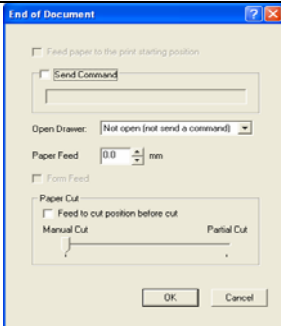 End of Document
Feed paper to the print starting position
Send Command
Open Drawer: Not open (not send a command)
Paper Feed 0.0 mm
Form Feed
Paper Cut
Feed to cut position before cut
Manual Cut Partial Cut
OK Cancel